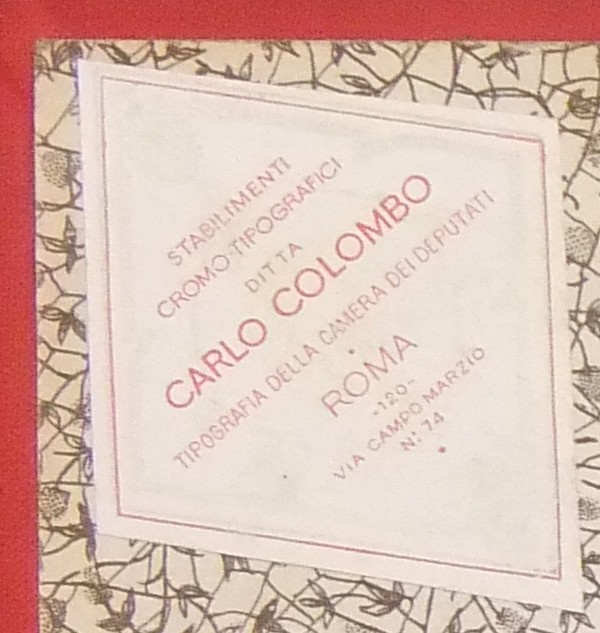 STABILIMENTI
CROMO-TIPOGRAFICI
DITTA
CARLO COLOMBO
TIPOGRAFIA DELLA CAMERA DEI DEPUTATI
ROMA
-120-
VIA CAMPO MARZIO
N: 74